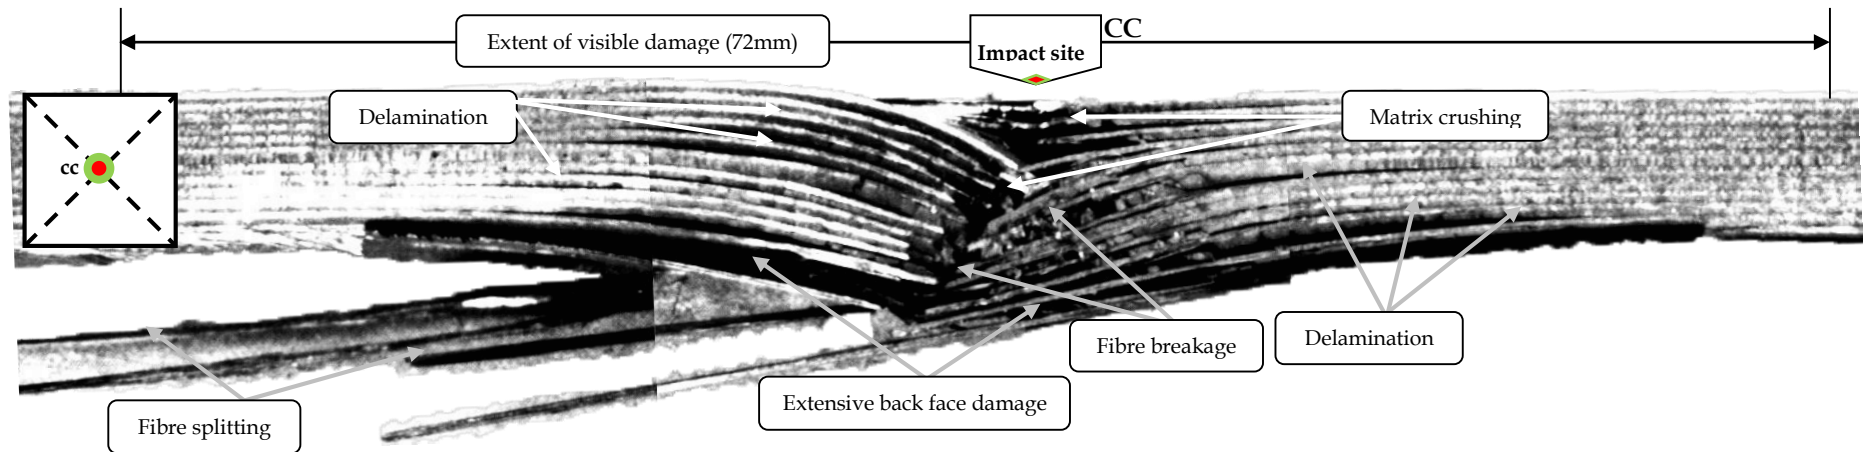 Extent of visible damage (72mm)
CC
Impact site
Delamination
Matrix crushing
cc
Fibre breakage
Delamination
Extensive back face damage
Fibre splitting